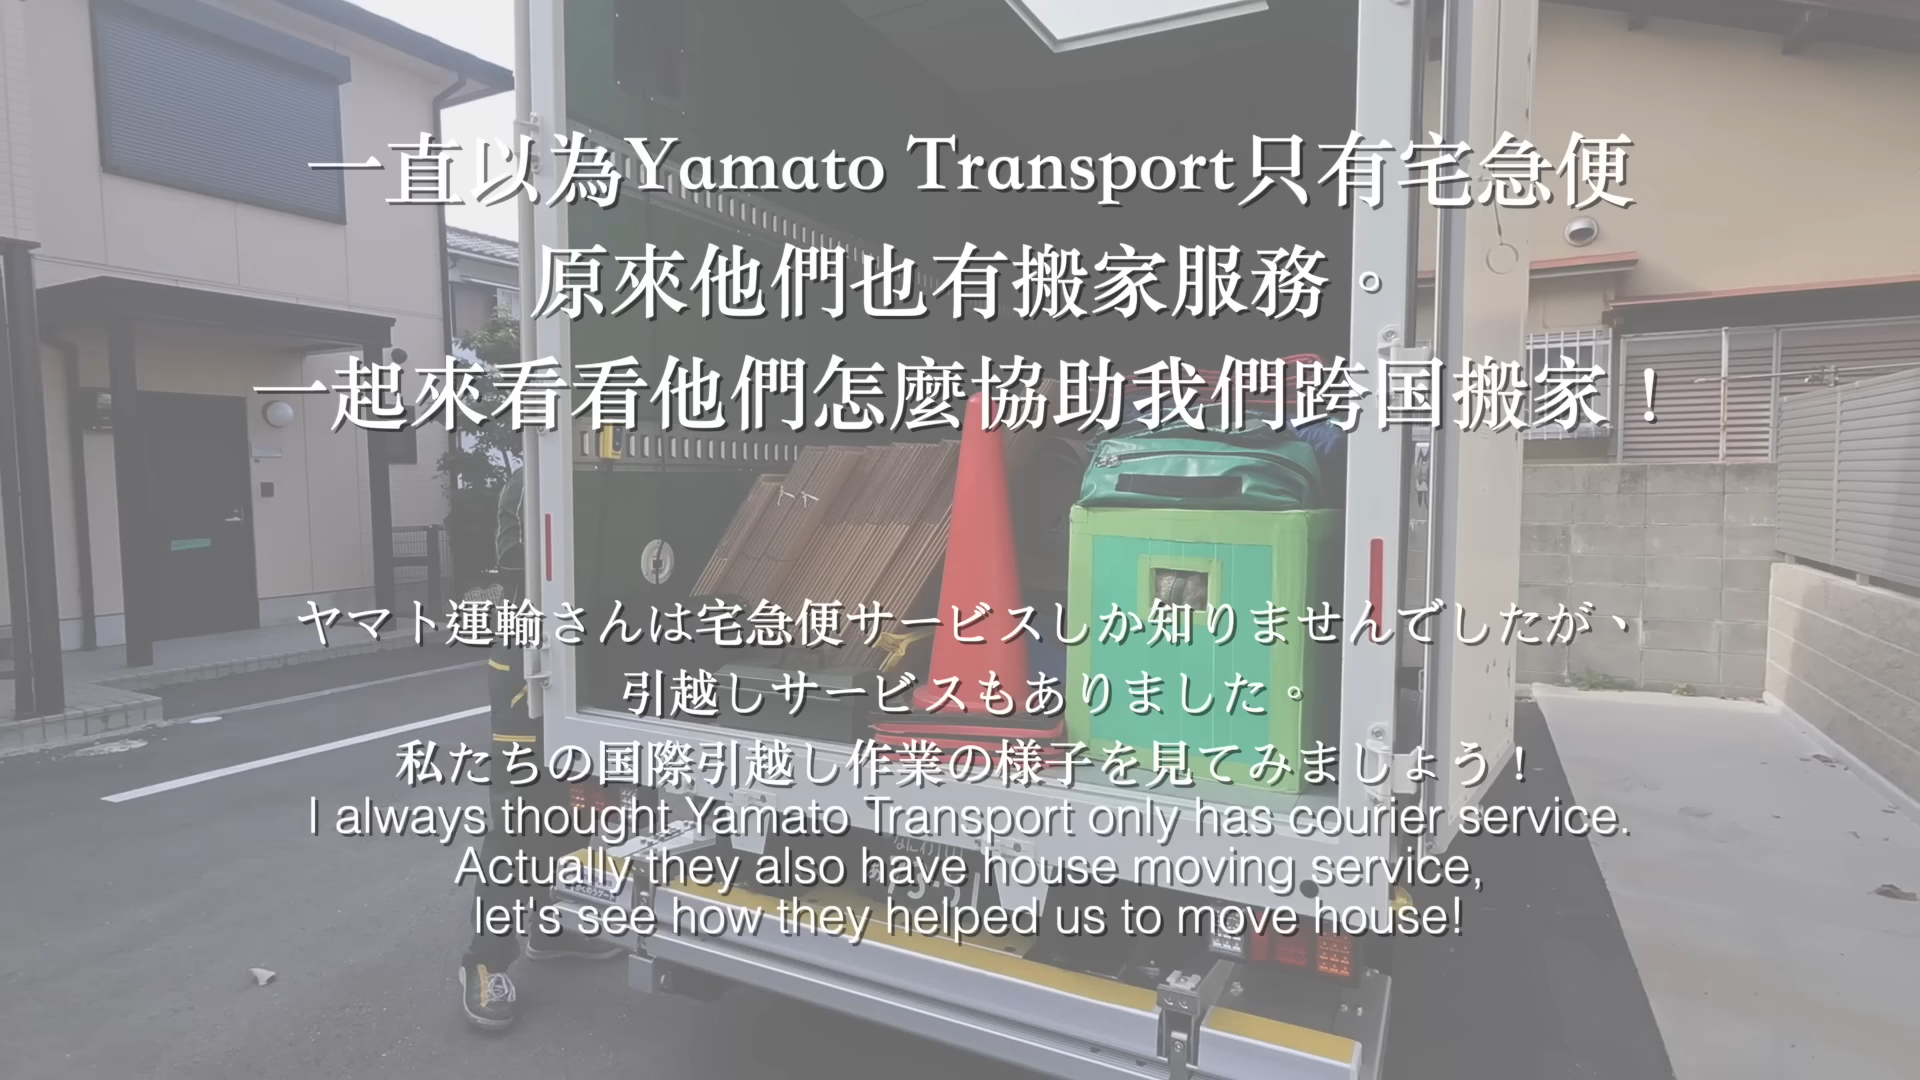 一直以為Yamato Transport只有宅急便
原來他們也有搬家服務。
一起來看看他們怎麼協助我們跨国搬家！
ヤマト運輸さんは宅急便サービスしか知りませんでしたが、
引越しサービスもありました。
私たちの国際引越し作業の様子を見てみましょう！
I always thought Yamato Transport only has courier service.
Actually they also have house moving service,
let's see how they helped us to move house!